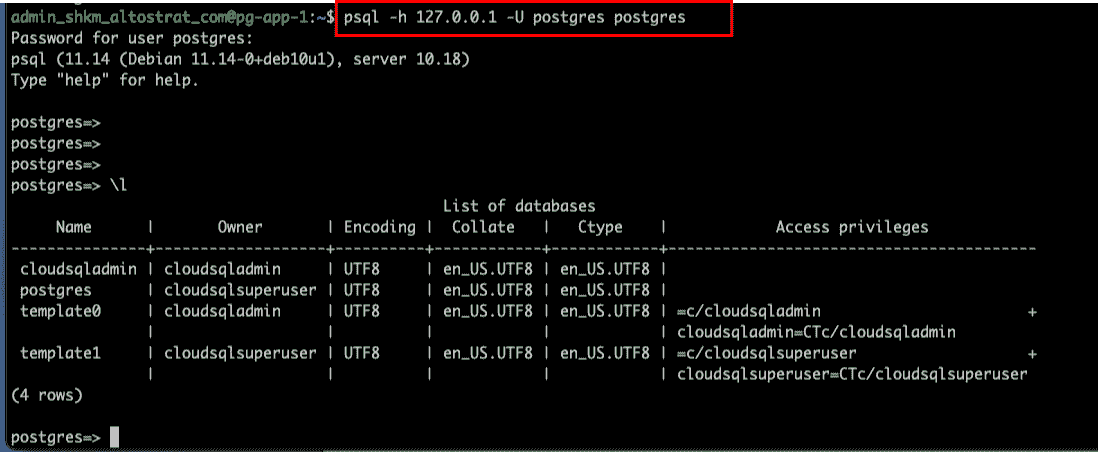 admin_shkm_altostrat_com@pg-app-1:~$ psql -h 127.0.0.1 -U postgres postgres
Password for user postgres:
psql (11.14 (Debian 11.14-0+deb10u1), server 10.18)
Type "help" for help.
postgres=>
postgres=>
postgres=>
postgres=> \l
List of databases
Name | Owner | Encoding | Collate | Ctype | Access privileges
---------------+------------------+----------+------------+------------+---------------------------------------
cloudsqladmin | cloudsqladmin | UTF8 | en_US.UTF8 | en_US.UTF8 |
postgres | cloudsqlsuperuser | UTF8 | en_US.UTF8 | en_US.UTF8 |
template0 | cloudsqladmin | UTF8 | en_US.UTF8 | en_US.UTF8 | =c/cloudsqladmin +
| | | | | cloudsqladmin=CTc/cloudsqladmin
template1 | cloudsqlsuperuser | UTF8 | en_US.UTF8 | en_US.UTF8 | =c/cloudsqlsuperuser +
| | | | | cloudsqlsuperuser=CTc/cloudsqlsuperuser
(4 rows)
postgres=>